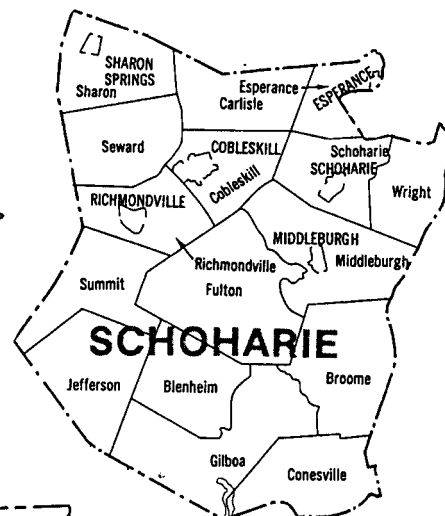 SHARON
SPRINGS
Sharon
Esperance
ESPERANCE
Carlisle
Seward
COBLESKILL
Cobleskill
Schoharie
SCHOHARIE
Wright
RICHMONDVILLE
Richmondville
MIDDLEBURGH
Middleburgh
Summit
Fulton
SCHOHARIE
Jefferson
Blenheim
Broome
Gilboa
Conesville